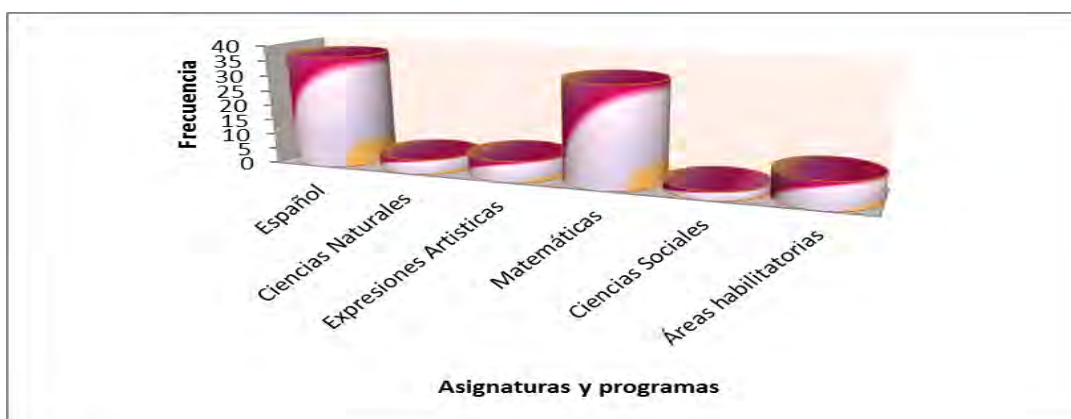 Frecuencia
40
35
30
25
20
15
10
5
0
Español
Ciencias Naturales
Expresiones Artisticas
Matemáticas
Ciencias Sociales
Áreas habilitatorias
Asignaturas y programas